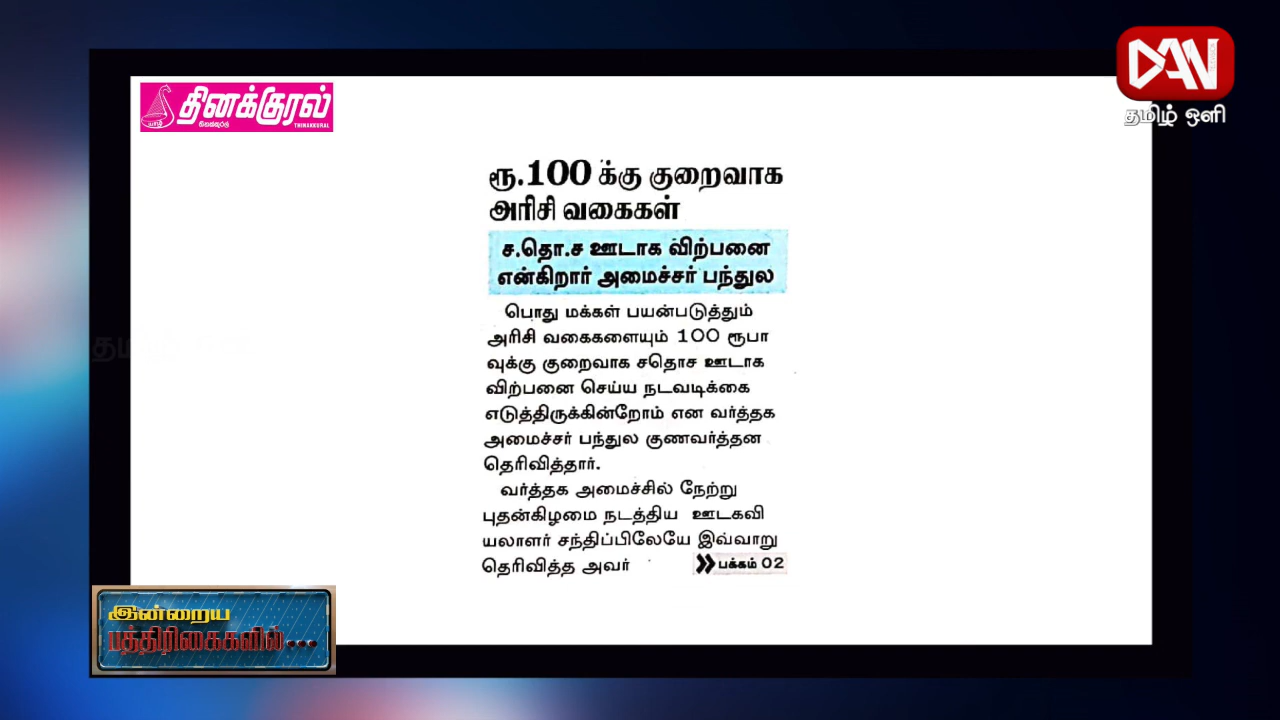 தினக்குரல்
THINAKKURAL
DAN
தமிழ் ஒளி
ரூ.100 க்கு குறைவாக
அரிசி வகைகள்
ச.தொ.ச ஊடாக விற்பனை
என்கிறார் அமைச்சர் பந்துல
பொது மக்கள் பயன்படுத்தும்
அரிசி வகைகளையும் 100 ரூபா
வுக்கு குறைவாக சதொச ஊடாக
விற்பனை செய்ய நடவடிக்கை
எடுத்திருக்கின்றோம் என வர்த்தக
அமைச்சர் பந்துல குணவர்த்தன
தெரிவித்தார்.
வர்த்தக அமைச்சில் நேற்று
புதன்கிழமை நடத்திய ஊடகவி
யலாளர் சந்திப்பிலேயே இவ்வாறு
தெரிவித்த அவர்
பக்கம் 02
இன்றைய
பத்திரிகைகளில்...